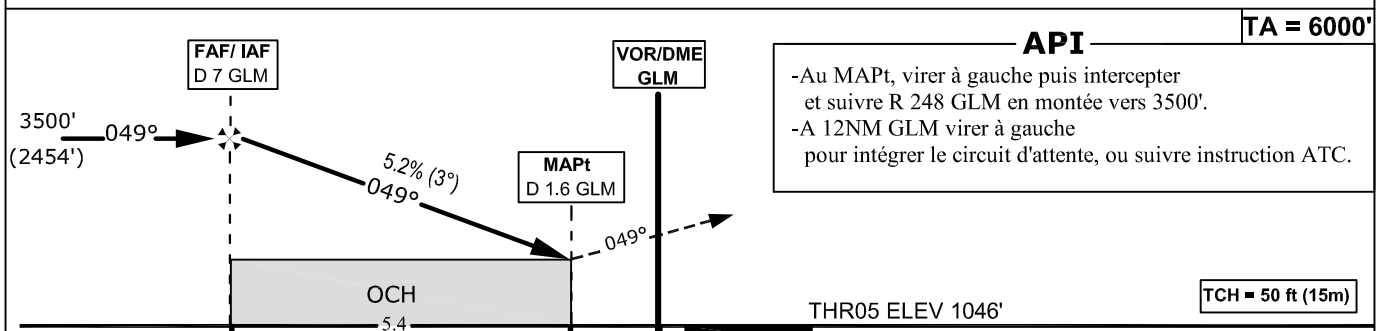 TA = 6000'
API
FAF/ IAF
D 7 GLM
VOR/DME
GLM
-Au MAPt, virer à gauche puis intercepter
et suivre R 248 GLM en montée vers 3500'.
-A 12NM GLM virer à gauche
pour intégrer le circuit d'attente, ou suivre instruction ATC.
3500'
(2454')
049°
5.2% (3°)
049°
MAPt
D 1.6 GLM
049°
OCH
5.4
THR05 ELEV 1046'
TCH = 50 ft (15m)